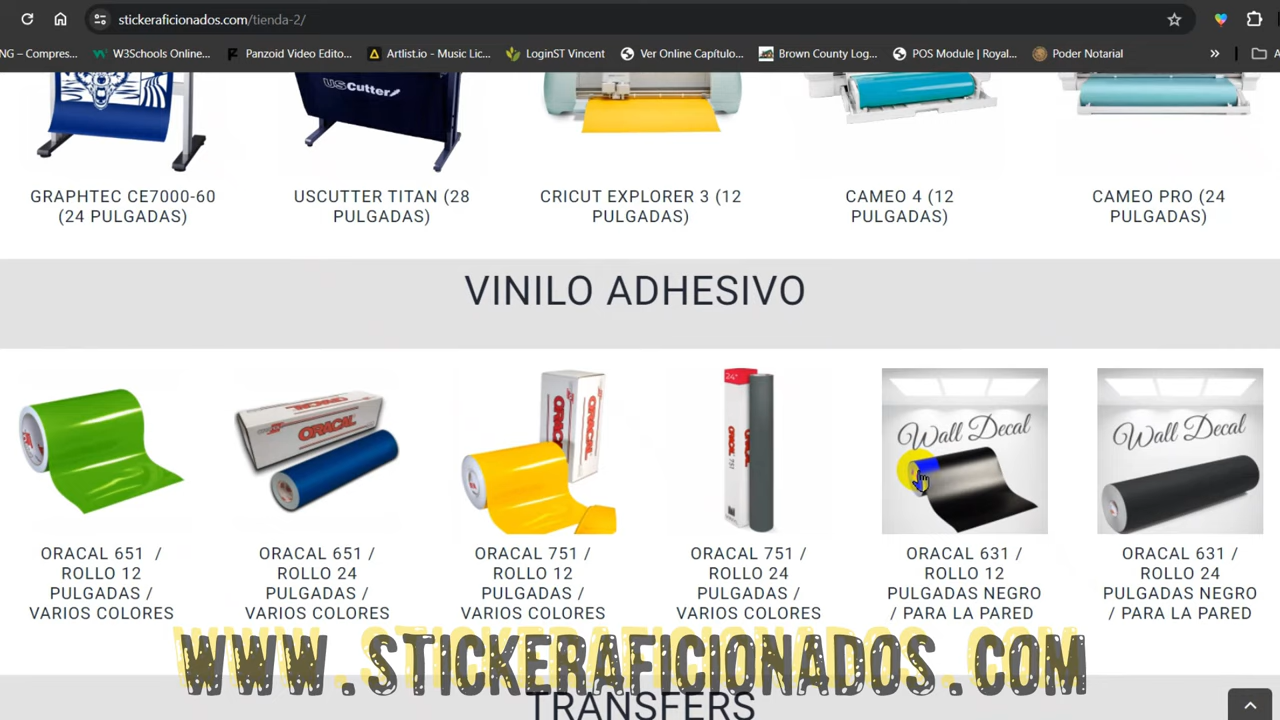 stickeraficionados.com/tienda-2/
NG – Compres... W3Schools Online... Panzoid Video Edito... Artlist.io - Music Lic... LoginST Vincent Ver Online Capítulo... Brown County Log... POS Module | Royal... Poder Notarial »
USCutter
GRAPHTEC CE7000-60
(24 PULGADAS)
USCUTTER TITAN (28
PULGADAS)
CRICUT EXPLORER 3 (12
PULGADAS)
CAMEO 4 (12
PULGADAS)
CAMEO PRO (24
PULGADAS)
VINILO ADHESIVO
ORACAL
ORACAL
24"
ORACAL
751
Wall Decal
Wall Decal
ORACAL 651 /
ROLLO 12
PULGADAS /
VARIOS COLORES
ORACAL 651 /
ROLLO 24
PULGADAS /
VARIOS COLORES
ORACAL 751 /
ROLLO 12
PULGADAS /
VARIOS COLORES
ORACAL 751 /
ROLLO 24
PULGADAS /
VARIOS COLORES
ORACAL 631 /
ROLLO 12
PULGADAS NEGRO
/ PARA LA PARED
ORACAL 631 /
ROLLO 24
PULGADAS NEGRO
/ PARA LA PARED
WWW.STICKERAFICIONADOS.COM
TRANSFERS